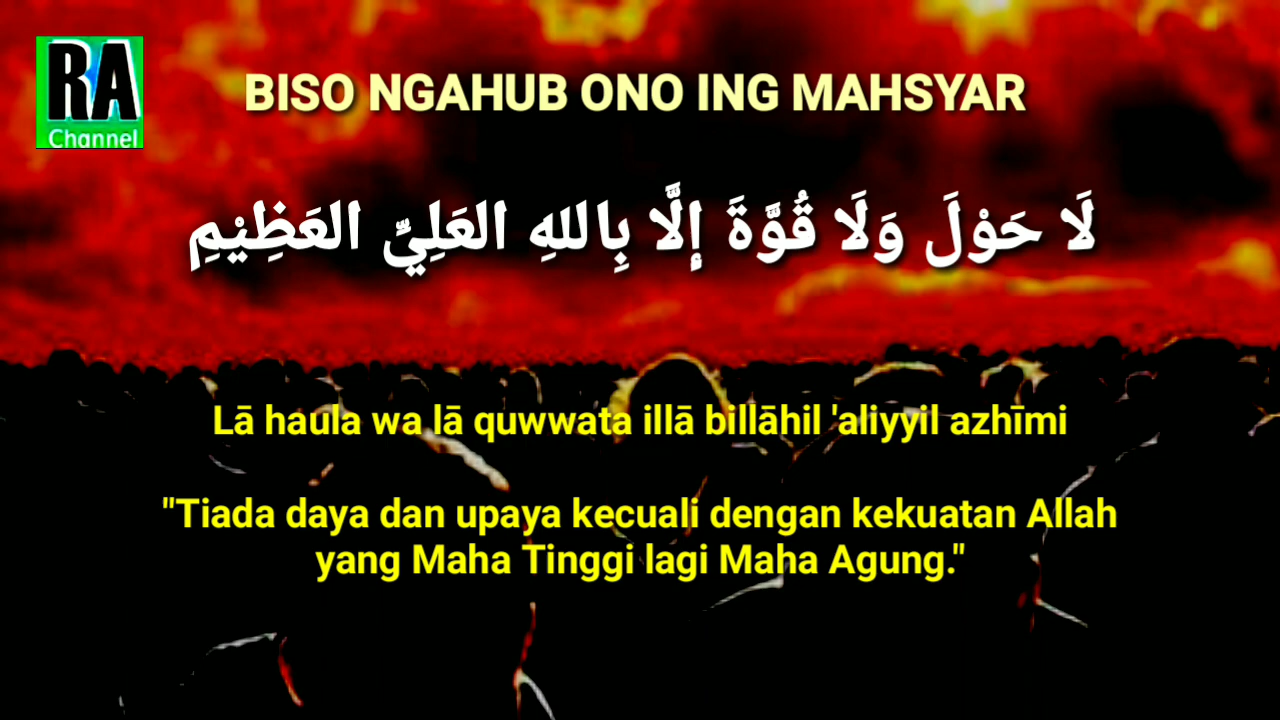 RA
Channel
BISO NGAHUB ONO ING MAHSYAR
لَا حَوْلَ وَلَا قُوَّةَ إلَّا بِاللهِ العَلِيِّ العَظِيْمِ
Lā haula wa lā quwwata illā billāhil 'aliyyil azhīmi
"Tiada daya dan upaya kecuali dengan kekuatan Allah
yang Maha Tinggi lagi Maha Agung."